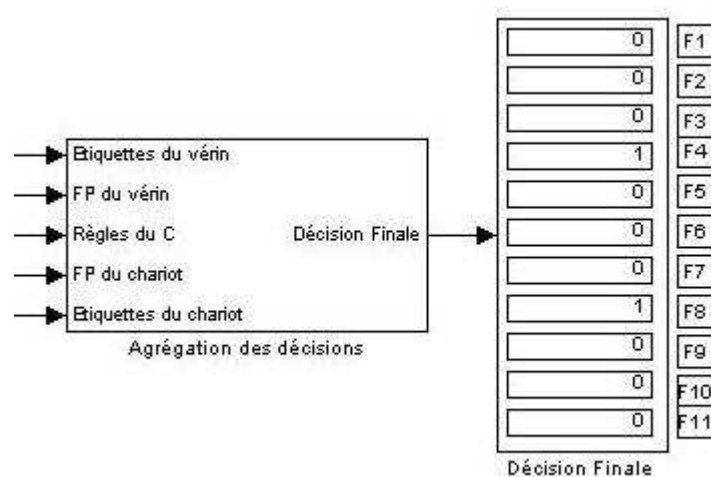 Etiquettes du vérin
FP du vérin
Règles du C
FP du chariot
Etiquettes du chariot
Décision Finale
Agrégation des décisions
0 F1
0 F2
0 F3
1 F4
0 F5
0 F6
0 F7
1 F8
0 F9
0 F10
0 F11
Décision Finale